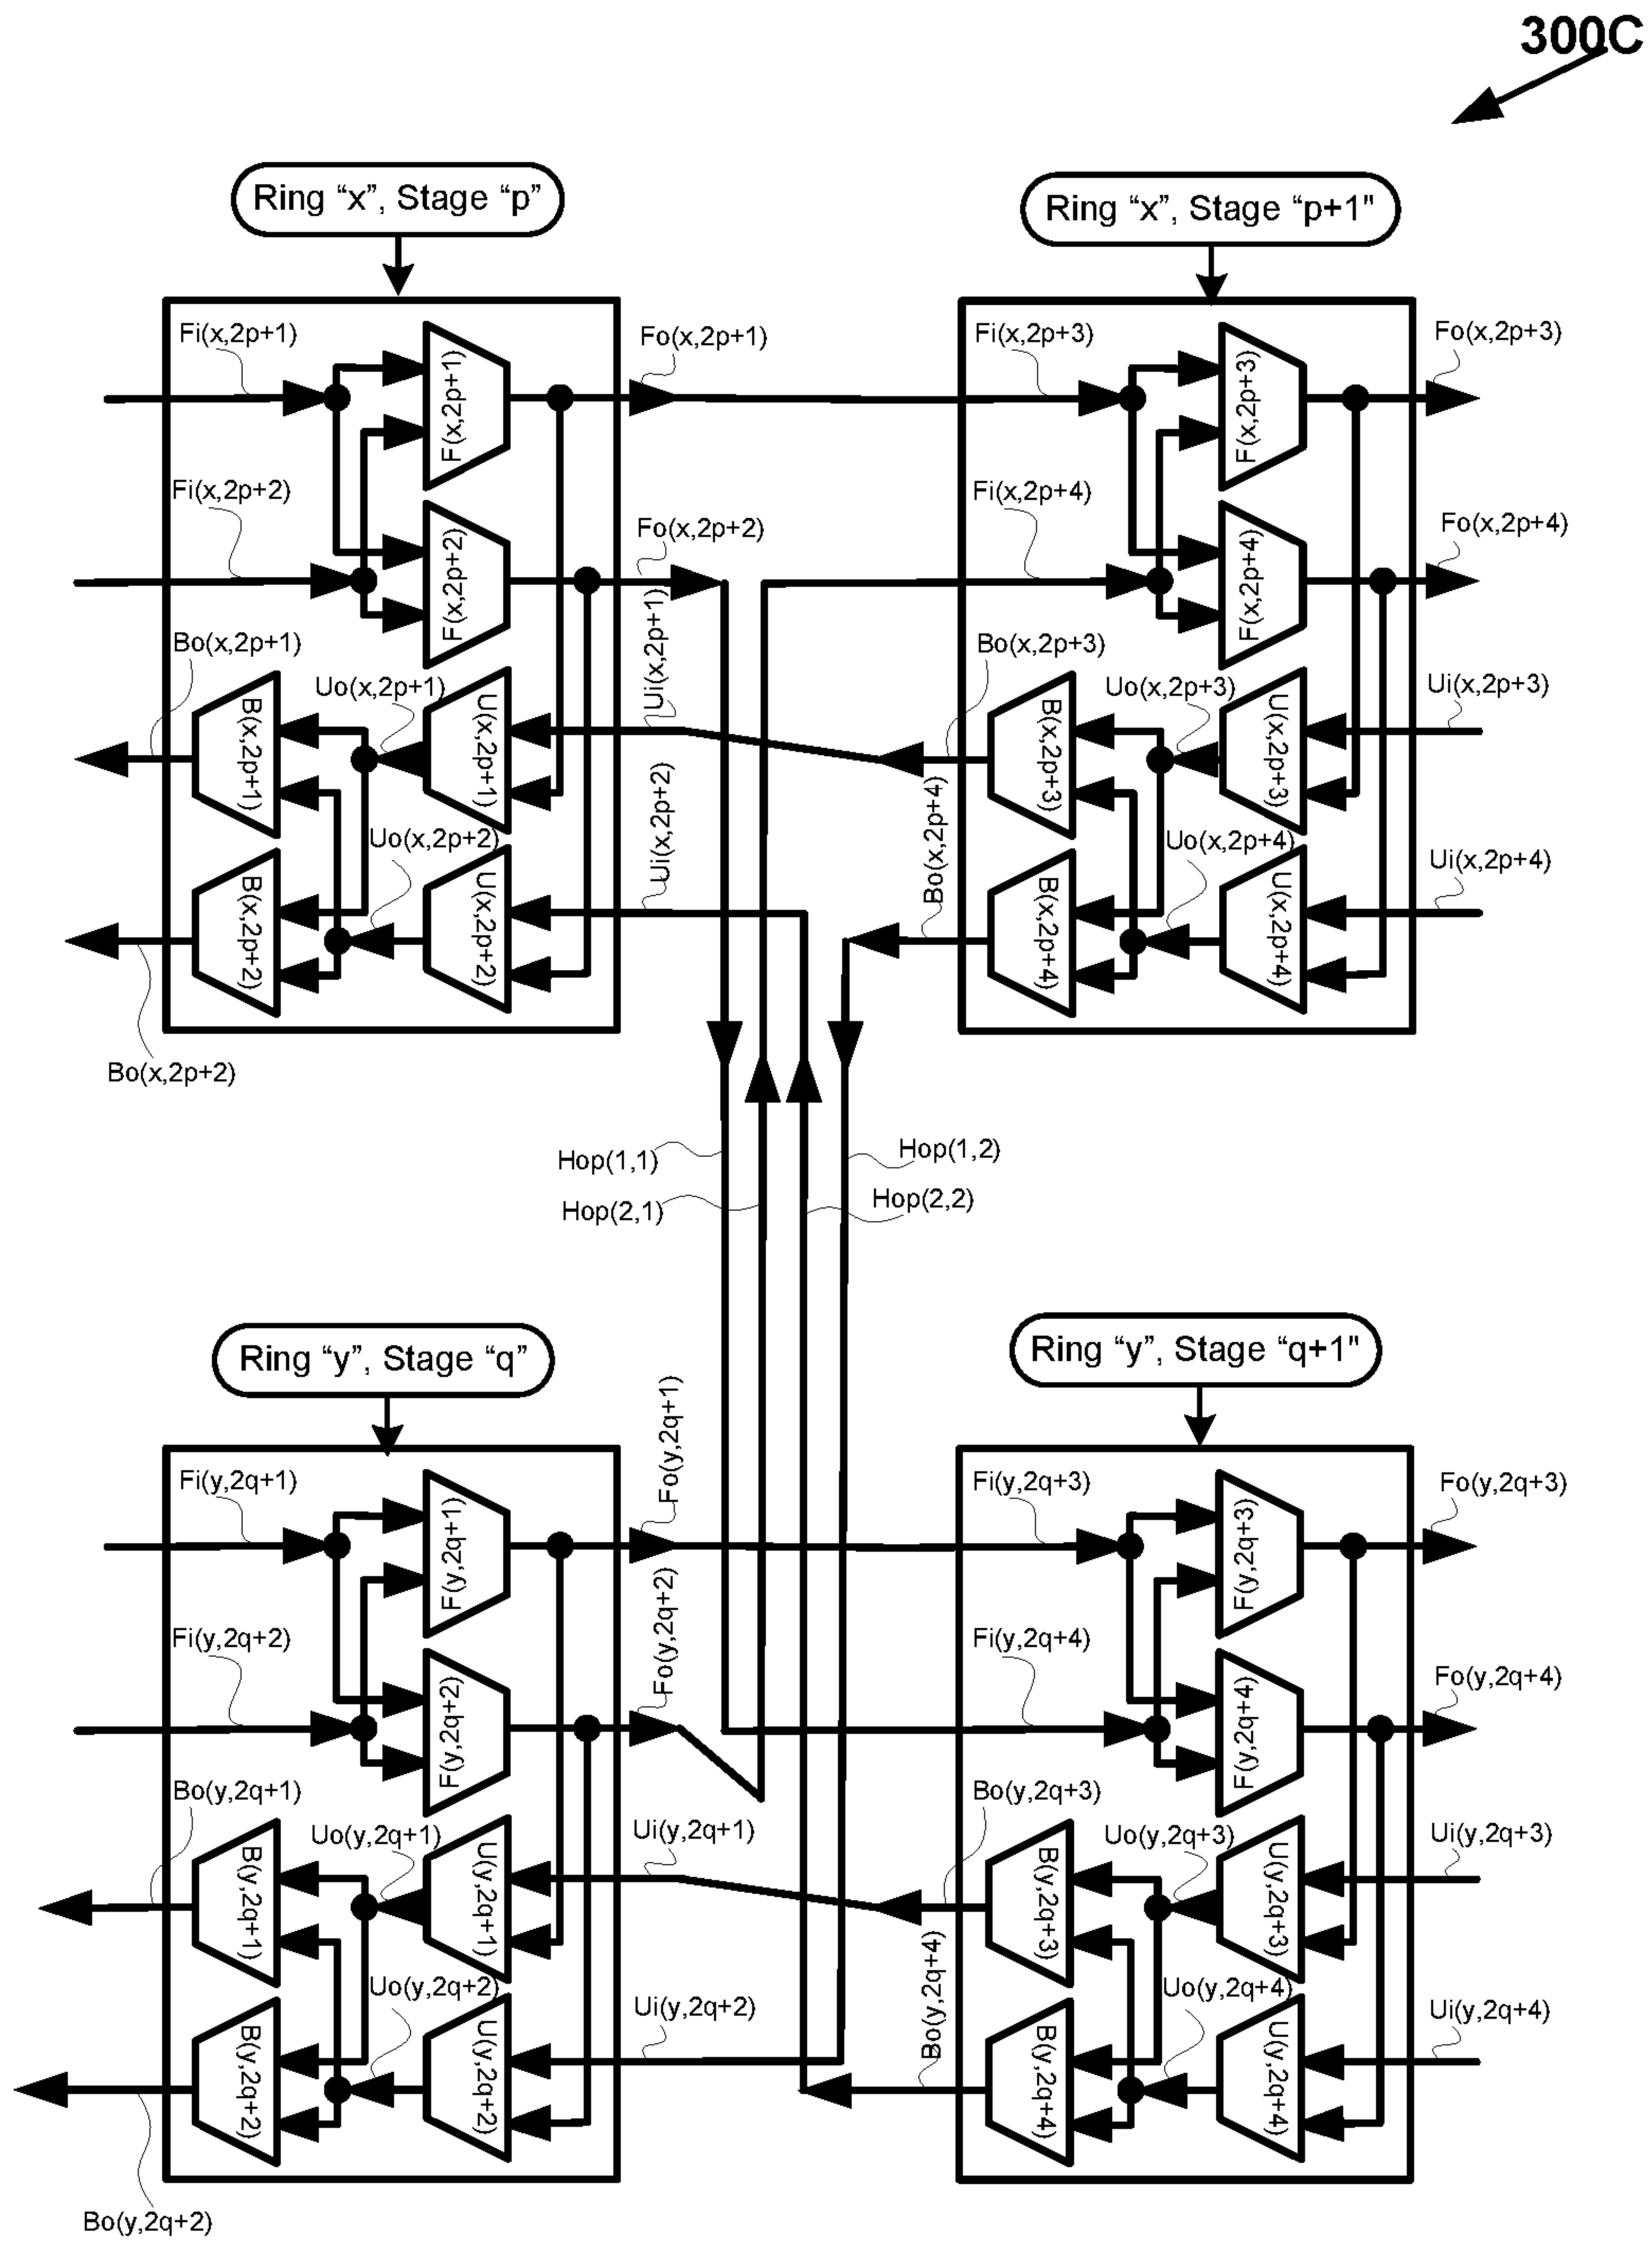 300C
Ring “x”, Stage “p”
Ring “x”, Stage “p+1"
Fi(x,2p+1)
Fo(x,2p+1)
Fi(x,2p+3)
Fo(x,2p+3)
F(x,2p+1)
F(x,2p+3)
Fi(x,2p+2)
Fo(x,2p+2)
Fi(x,2p+4)
Fo(x,2p+4)
F(x,2p+2)
F(x,2p+4)
Bo(x,2p+1)
Uo(x,2p+1)
Ui(x,2p+1)
Bo(x,2p+3)
Uo(x,2p+3)
Ui(x,2p+3)
B(x,2p+1)
U(x,2p+1)
B(x,2p+3)
U(x,2p+3)
Uo(x,2p+2)
Ui(x,2p+2)
Bo(x,2p+4)
Uo(x,2p+4)
Ui(x,2p+4)
B(x,2p+2)
U(x,2p+2)
B(x,2p+4)
U(x,2p+4)
Bo(x,2p+2)
Hop(1,1)
Hop(1,2)
Hop(2,1)
Hop(2,2)
Ring “y”, Stage “q”
Ring “y”, Stage “q+1"
Fi(y,2q+1)
Fo(y,2q+1)
Fi(y,2q+3)
Fo(y,2q+3)
F(y,2q+1)
F(y,2q+3)
Fi(y,2q+2)
Fo(y,2q+2)
Fi(y,2q+4)
Fo(y,2q+4)
F(y,2q+2)
F(y,2q+4)
Bo(y,2q+1)
Uo(y,2q+1)
Ui(y,2q+1)
Bo(y,2q+3)
Uo(y,2q+3)
Ui(y,2q+3)
B(y,2q+1)
U(y,2q+1)
B(y,2q+3)
U(y,2q+3)
Uo(y,2q+2)
Ui(y,2q+2)
Bo(y,2q+4)
Uo(y,2q+4)
Ui(y,2q+4)
B(y,2q+2)
U(y,2q+2)
B(y,2q+4)
U(y,2q+4)
Bo(y,2q+2)